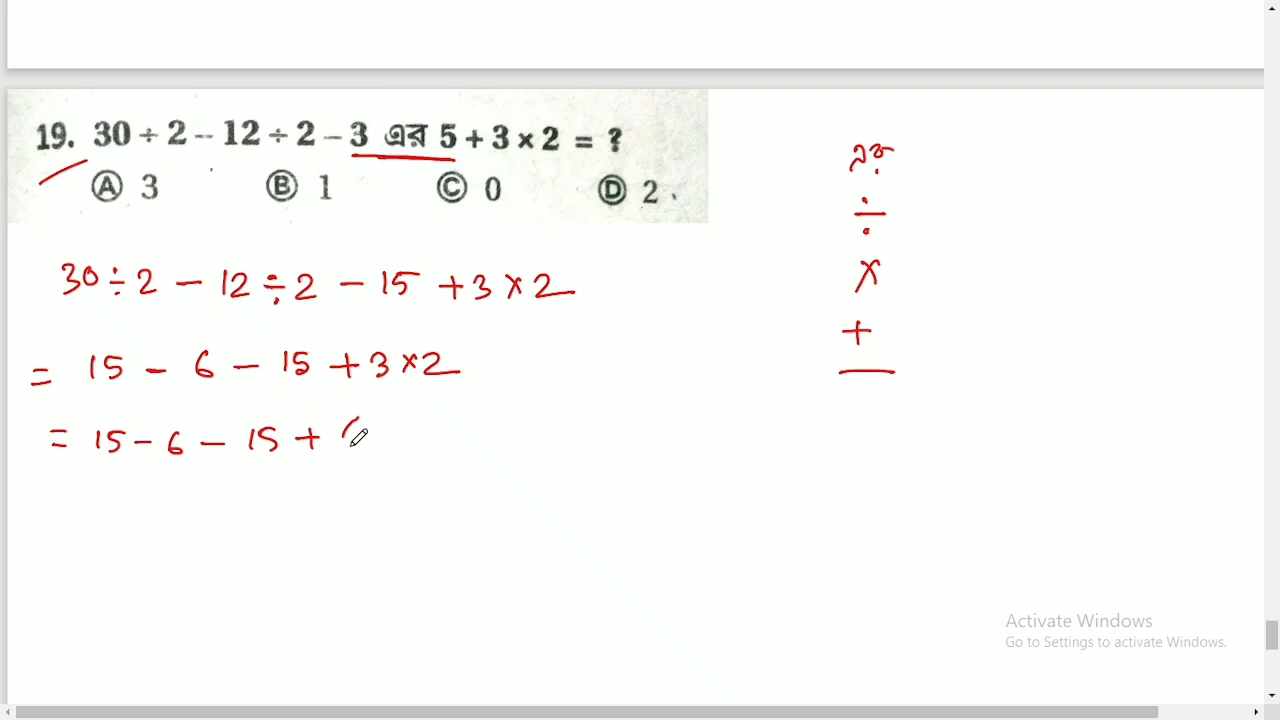 19. 30 ÷ 2 – 12 ÷ 2 – 3 এর 5 + 3 × 2 = ?
Ⓐ 3 Ⓑ 1 Ⓒ 0 Ⓓ 2
30 ÷ 2 – 12 ÷ 2 – 15 + 3 × 2
= 15 – 6 – 15 + 3 × 2
= 15 – 6 – 15 +
এর
÷
×
+
—
Activate Windows
Go to Settings to activate Windows.